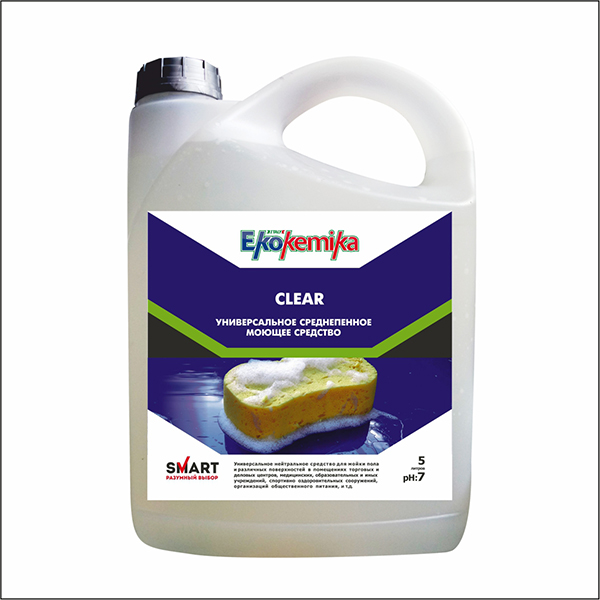 Ekokemika
CLEAR
УНИВЕРСАЛЬНОЕ СРЕДНЕПЕННОЕ
МОЮЩЕЕ СРЕДСТВО
SMART
РАЗУМНЫЙ ВЫБОР
Универсальное нейтральное средство для мойки пола
и различных поверхностей в помещениях торговых и
деловых центров, медицинских, образовательных и иных
учреждений, спортивно оздоровительных сооружений,
организаций общественного питания, и т.д.
5
литров
pH:7